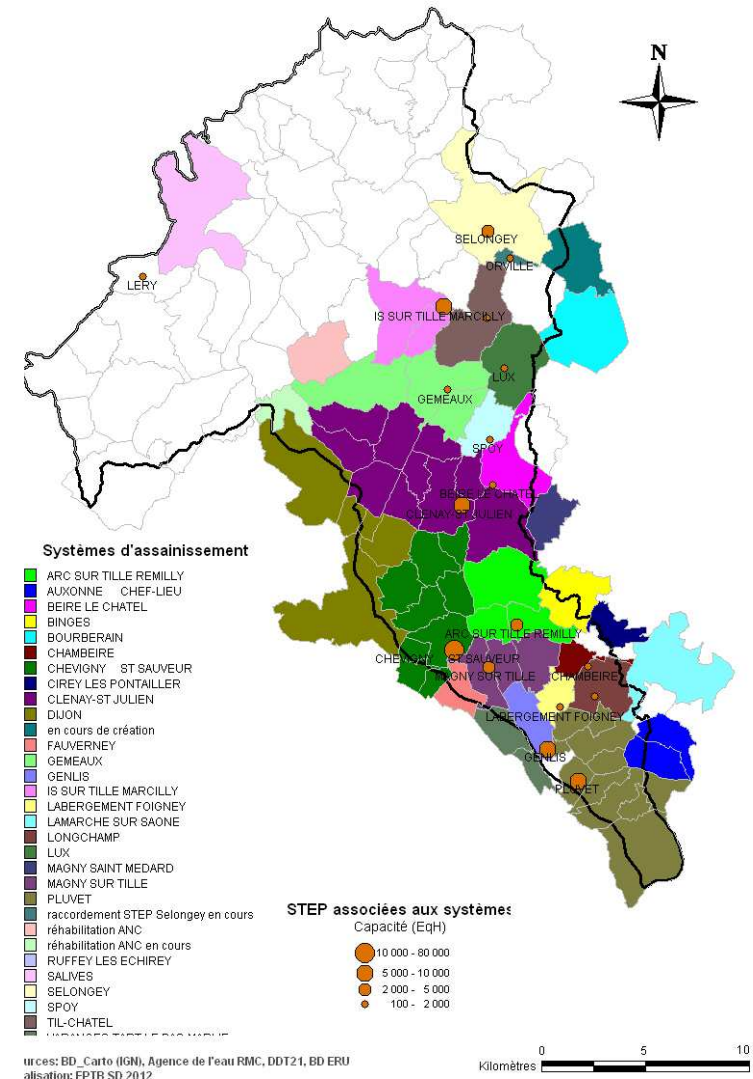 N
SELONGEY
ORVILLE
LERY
IS SUR TILLE MARCILLY
LUX
GEMEAUX
SPOY
BEIRE LE CHATEL
CLENAY-ST JULIEN
ARC SUR TILLE REMILLY
CHEVIGNY ST SAUVEUR
MAGNY SUR TILLE
CHAMBEIRE
LABERGEMENT FOIGNEY
GENLIS
PLUVET
Systèmes d'assainissement
ARC SUR TILLE REMILLY
AUXONNE CHEF-LIEU
BEIRE LE CHATEL
BINGES
BOURBERAIN
CHAMBEIRE
CHEVIGNY ST SAUVEUR
CIREY LES PONTAILLER
CLENAY-ST JULIEN
DIJON
en cours de création
FAUVERNEY
GEMEAUX
GENLIS
IS SUR TILLE MARCILLY
LABERGEMENT FOIGNEY
LAMARCHE SUR SAONE
LONGCHAMP
LUX
MAGNY SAINT MEDARD
MAGNY SUR TILLE
PLUVET
raccordement STEP Selongey en cours
réhabilitation ANC
réhabilitation ANC en cours
RUFFEY LES ECHIREY
SALIVES
SELONGEY
SPOY
TIL-CHATEL
STEP associées aux systèmes
Capacité (EqH)
10 000 - 80 000
5 000 - 10 000
2 000 - 5 000
100 - 2 000
urces: BD_Carto (IGN), Agence de l'eau RMC, DDT21, BD ERU
alisation: EPTB SD 2012
Kilomètres
0 5 10